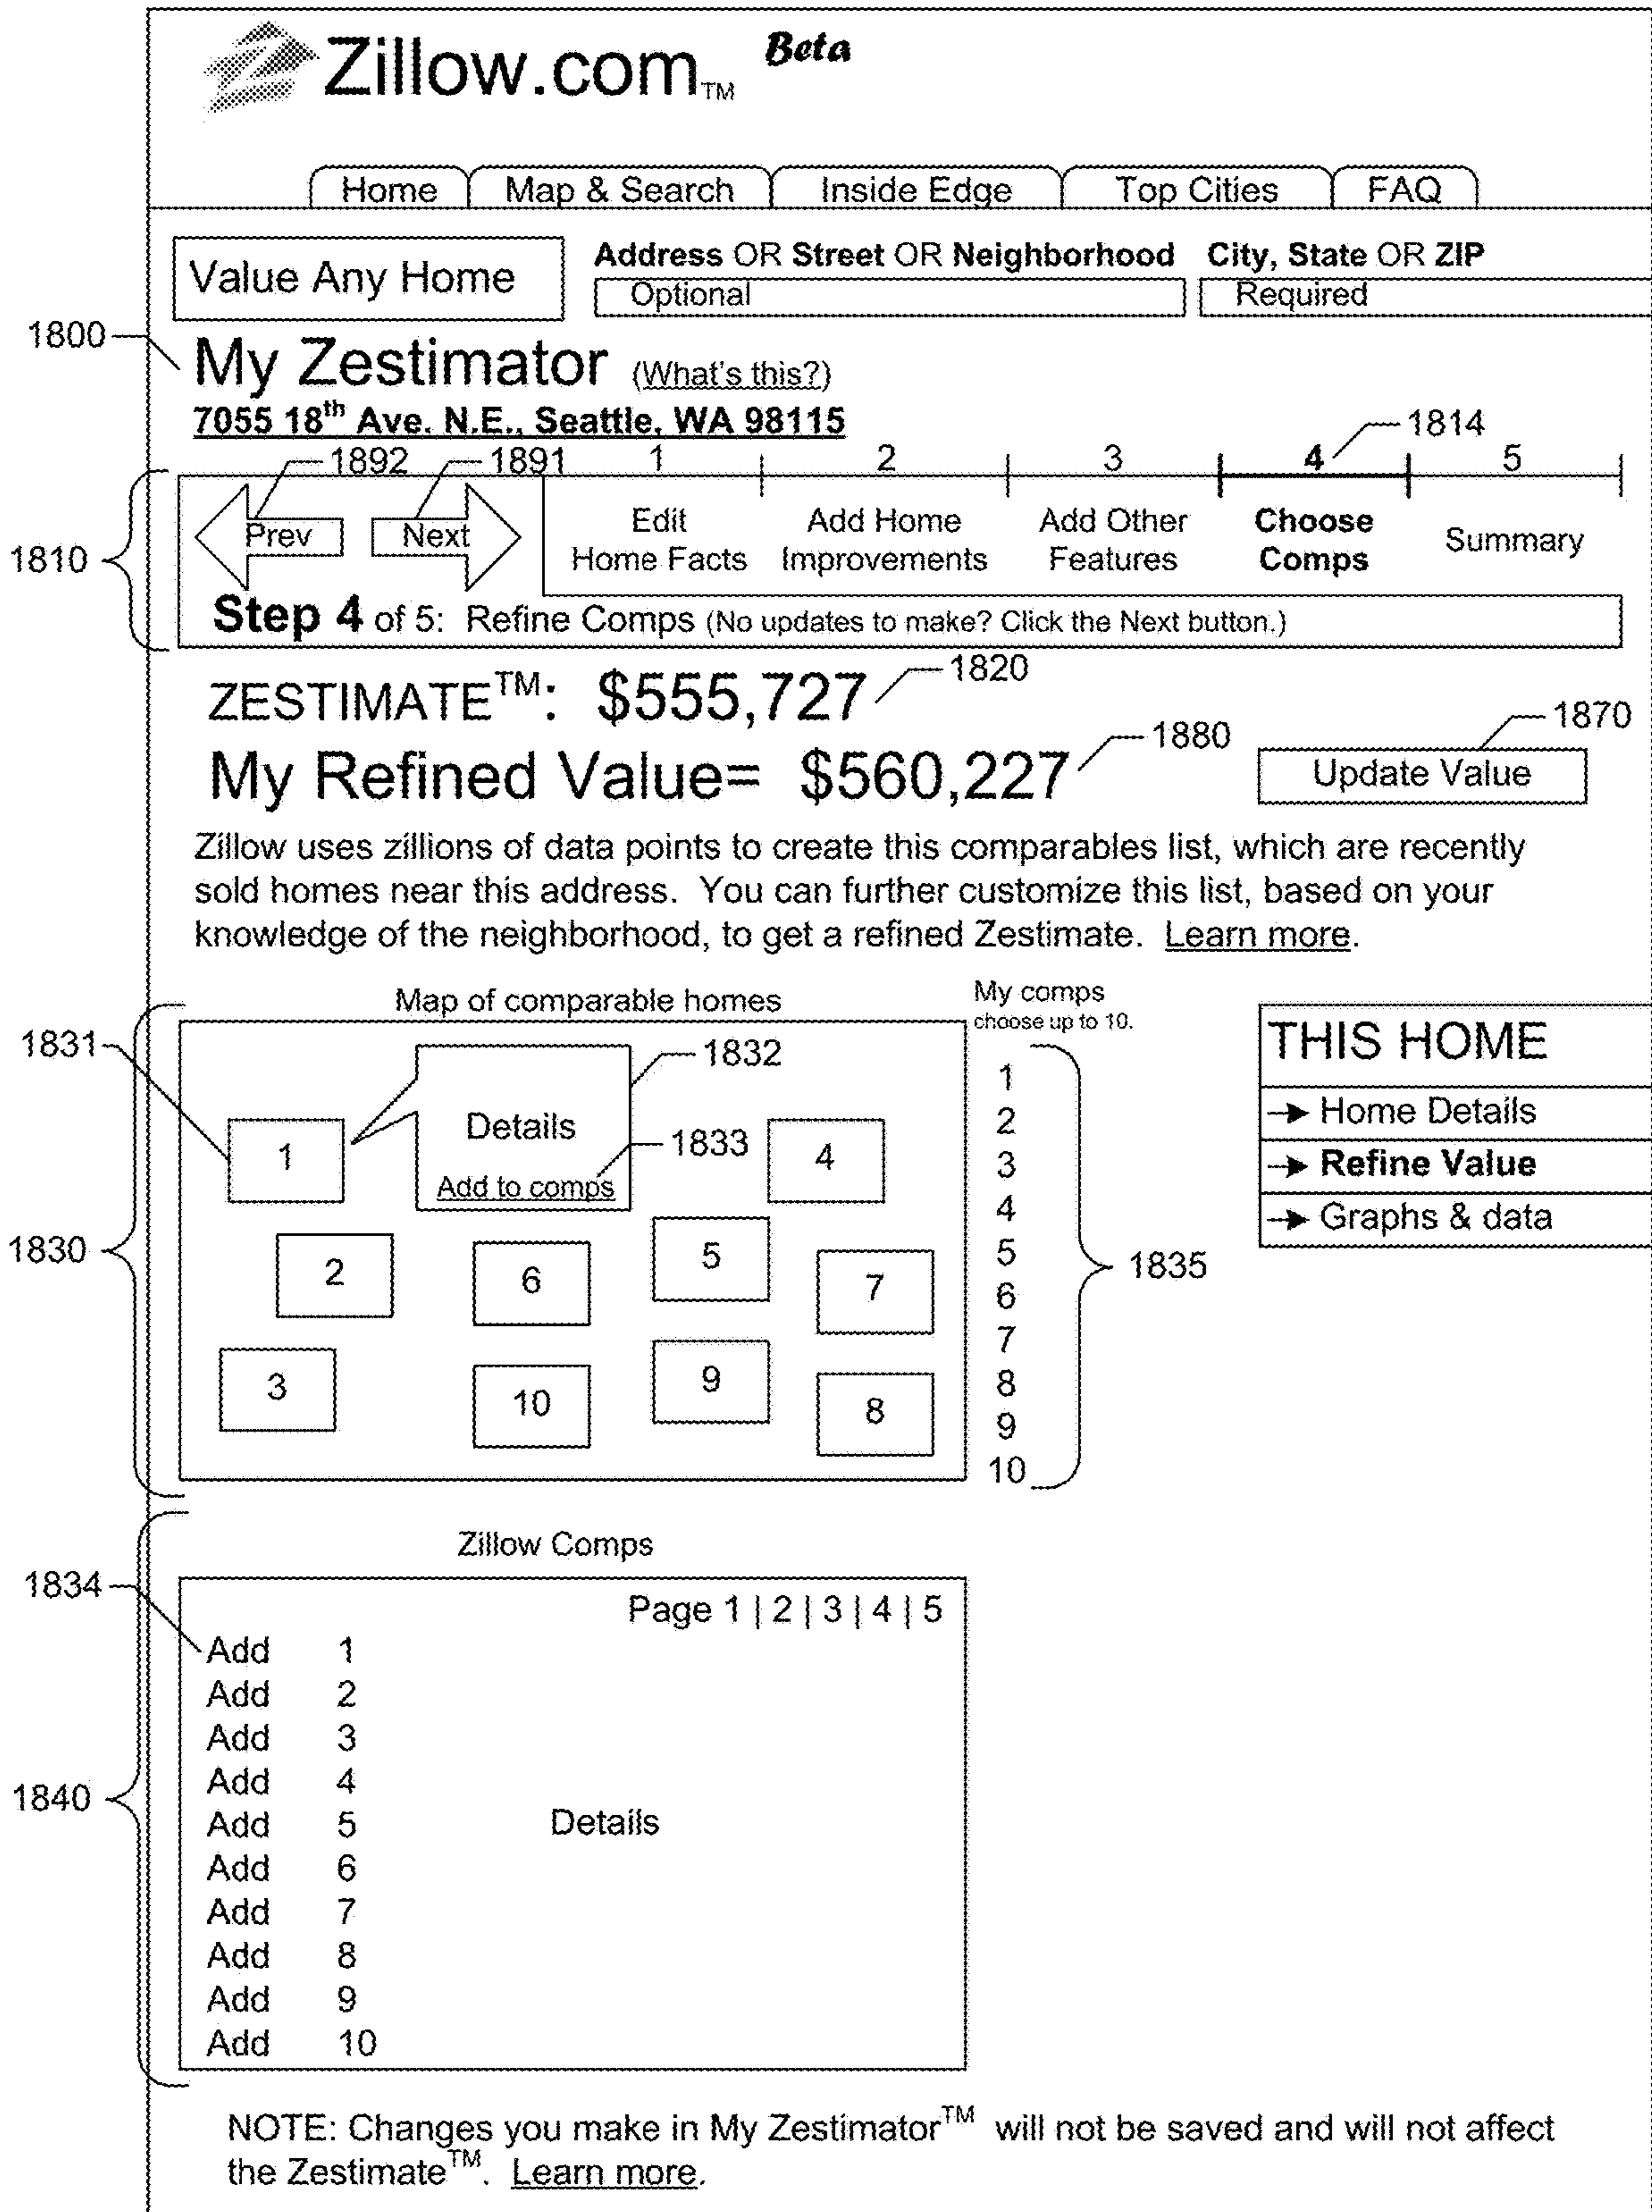 Zillow.com™ Beta
Home Map & Search Inside Edge Top Cities FAQ
Value Any Home
Address OR Street OR Neighborhood City, State OR ZIP
Optional Required
1800
My Zestimator (What's this?)
7055 18th Ave. N.E., Seattle, WA 98115
1814
1892 1891 1 2 3 4 5
Prev Next
Edit Home Facts
Add Home Improvements
Add Other Features
Choose Comps
Summary
1810
Step 4 of 5: Refine Comps (No updates to make? Click the Next button.)
ZESTIMATE™: $555,727 1820
My Refined Value= $560,227 1880
1870
Update Value
Zillow uses zillions of data points to create this comparables list, which are recently
sold homes near this address. You can further customize this list, based on your
knowledge of the neighborhood, to get a refined Zestimate. Learn more.
Map of comparable homes
1831
1832
Details
Add to comps
1833
1
4
2
6
5
7
3
10
9
8
1830
My comps
choose up to 10.
1
2
3
4
5
6
7
8
9
10
1835
THIS HOME
Home Details
Refine Value
Graphs & data
Zillow Comps
1834
Page 1 | 2 | 3 | 4 | 5
Add 1
Add 2
Add 3
Add 4
Add 5
Add 6
Add 7
Add 8
Add 9
Add 10
Details
1840
NOTE: Changes you make in My Zestimator™ will not be saved and will not affect
the Zestimate™. Learn more.